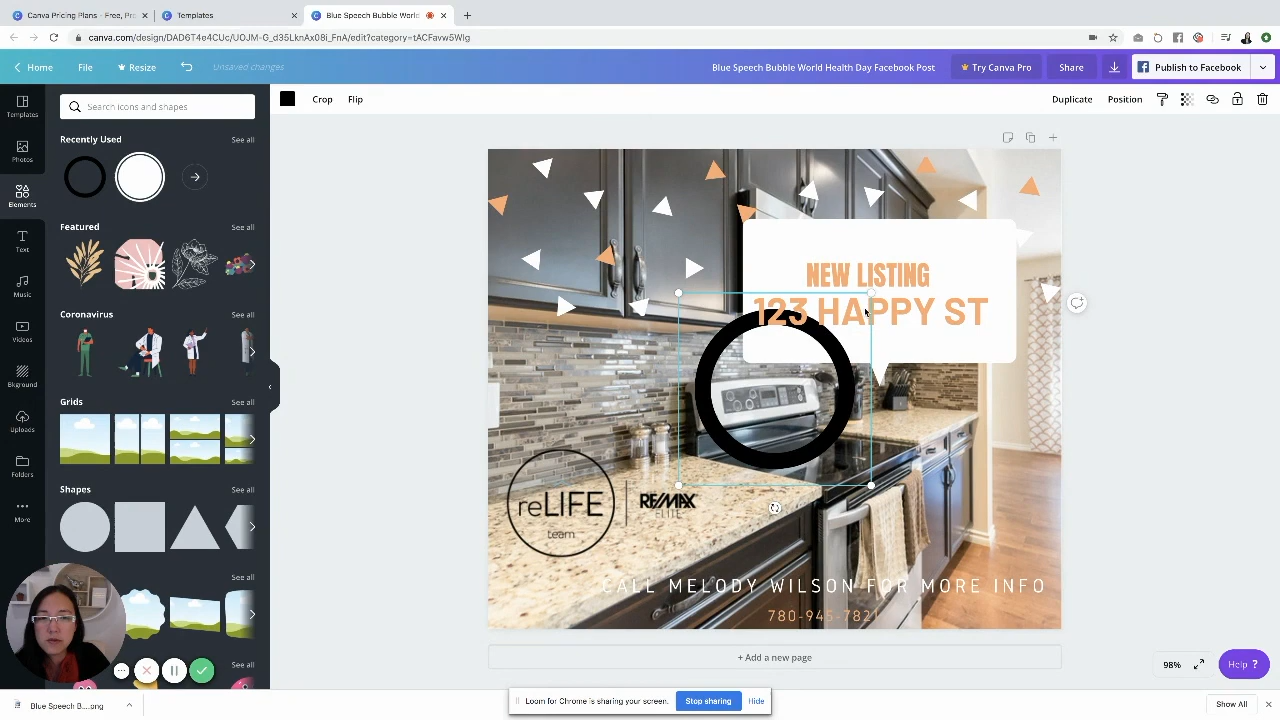 Canva Pricing Plans - Free, Pr
Templates
Blue Speech Bubble World
canva.com/design/DAD6T4e4CUc/UOJM-G_d35LknAx08i_FnA/edit?category=tACFavw5WIg
Home
File
Resize
Unsaved changes
Blue Speech Bubble World Health Day Facebook Post
Try Canva Pro
Share
Publish to Facebook
Templates
Photos
Elements
Text
Music
Videos
Bkground
Uploads
Folders
More
Search icons and shapes
Recently Used
See all
Featured
See all
Coronavirus
See all
Grids
See all
Shapes
See all
See all
See all
Crop
Flip
Duplicate
Position
NEW LISTING
123 HAPPY ST
reLIFE
team
RE/MAX
ELITE
CALL MELODY WILSON FOR MORE INFO
780-945-7821
+ Add a new page
98%
Help ?
Blue Speech B....png
Loom for Chrome is sharing your screen.
Stop sharing
Hide
Show All